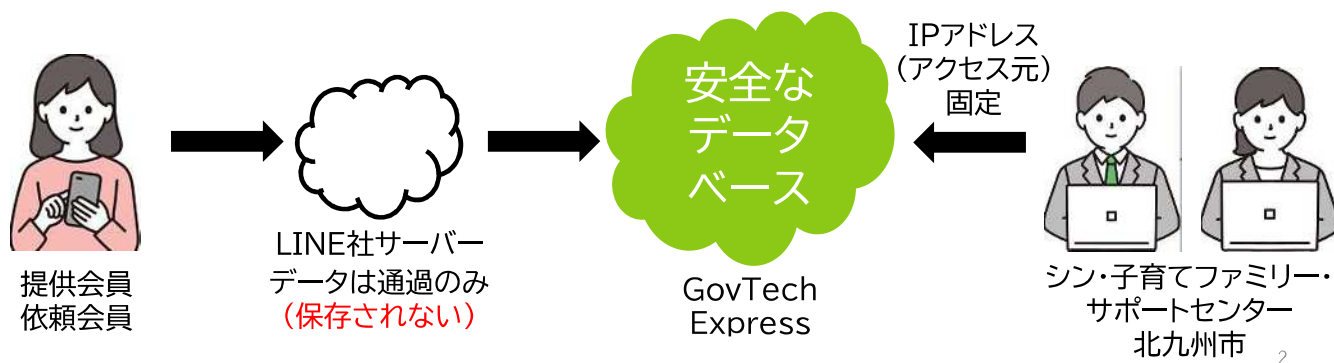 提供会員
依頼会員
LINE社サーバー
データは通過のみ
（保存されない）
安全な
データ
ベース
GovTech
Express
IPアドレス
（アクセス元）
固定
シン・子育てファミリー・
サポートセンター
北九州市
2